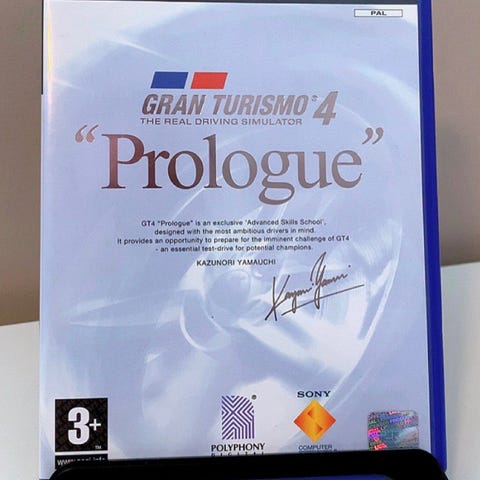 PAL
GRAN TURISMO 4
THE REAL DRIVING SIMULATOR
“Prologue”
GT4 "Prologue" is an exclusive 'Advanced Skills School',
designed with the most ambitious drivers in mind.
It provides an opportunity to prepare for the imminent challenge of GT4
- an essential test-drive for potential champions.
KAZUNORI YAMAUCHI
3+
POLYPHONY
DIGITAL
SONY
COMPUTER